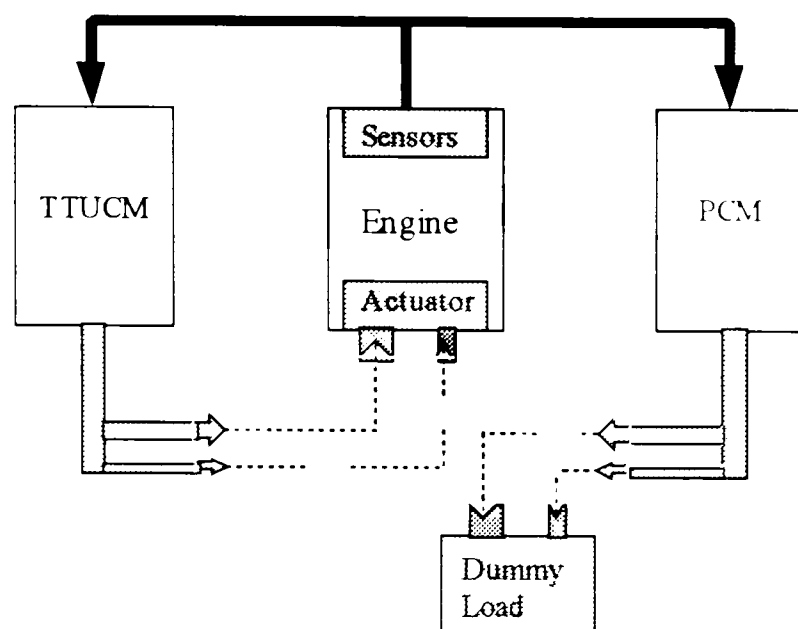 Sensors
TTUCM
Engine
PCM
Actuator
Dummy
Load